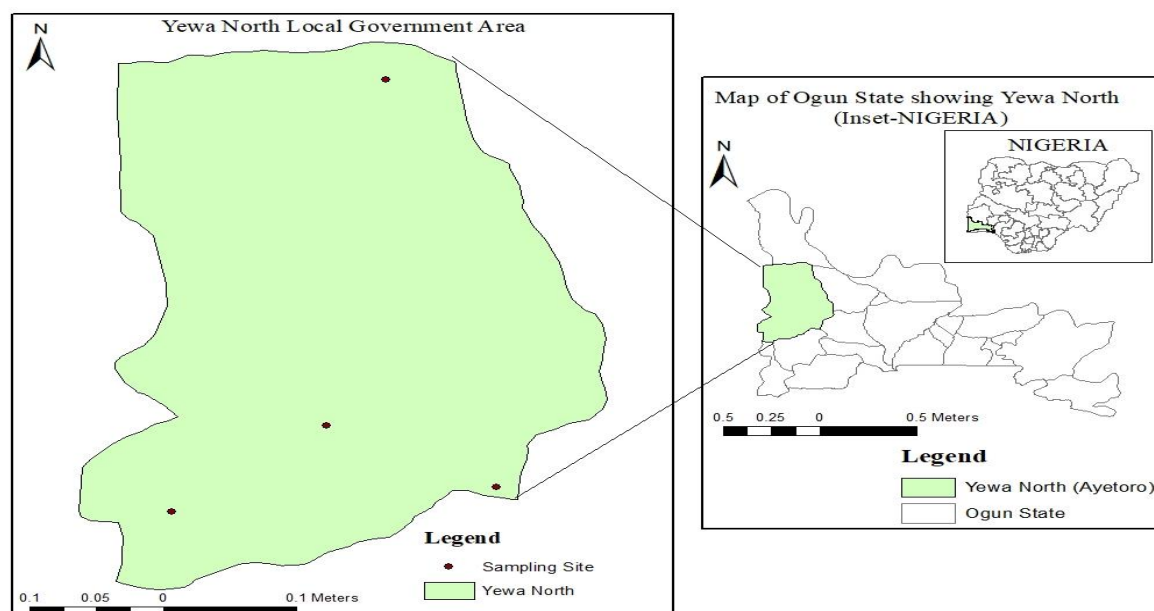 Yewa North Local Government Area
N
Legend
Sampling Site
Yewa North
0.1 0.05 0 0.1 Meters
Map of Ogun State showing Yewa North
(Inset-NIGERIA)
N
NIGERIA
0.5 0.25 0 0.5 Meters
Legend
Yewa North (Ayetoro)
Ogun State